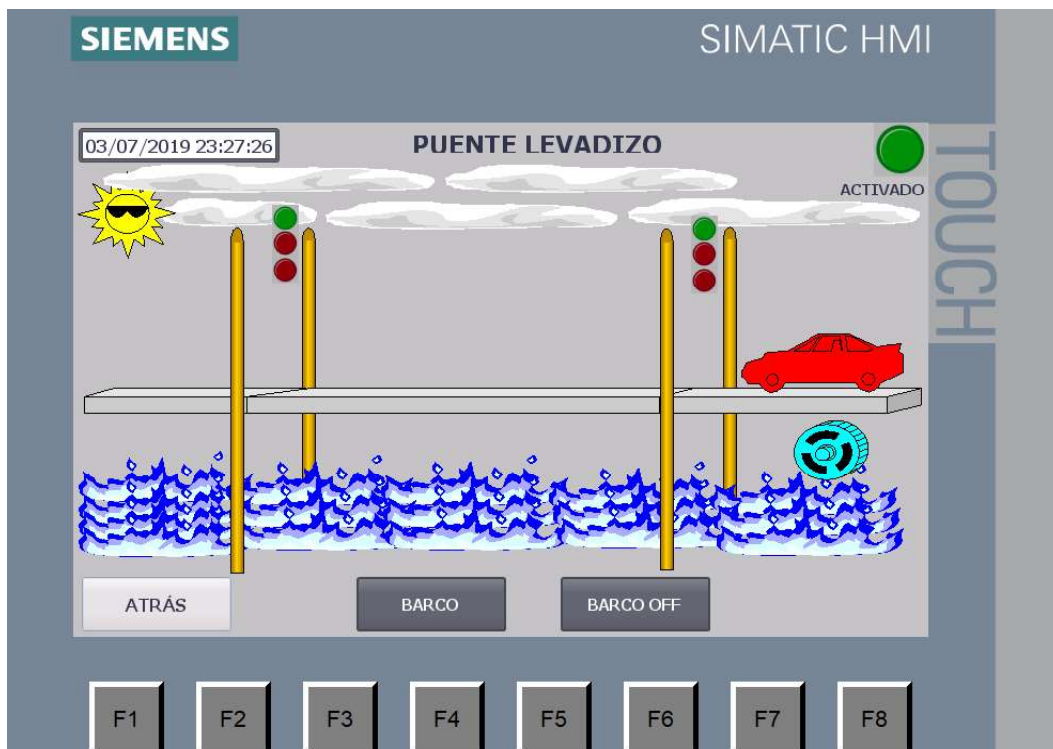 SIEMENS
SIMATIC HMI
TOUCH
03/07/2019 23:27:26
PUENTE LEVADIZO
ACTIVADO
ATRÁS
BARCO
BARCO OFF
F1
F2
F3
F4
F5
F6
F7
F8